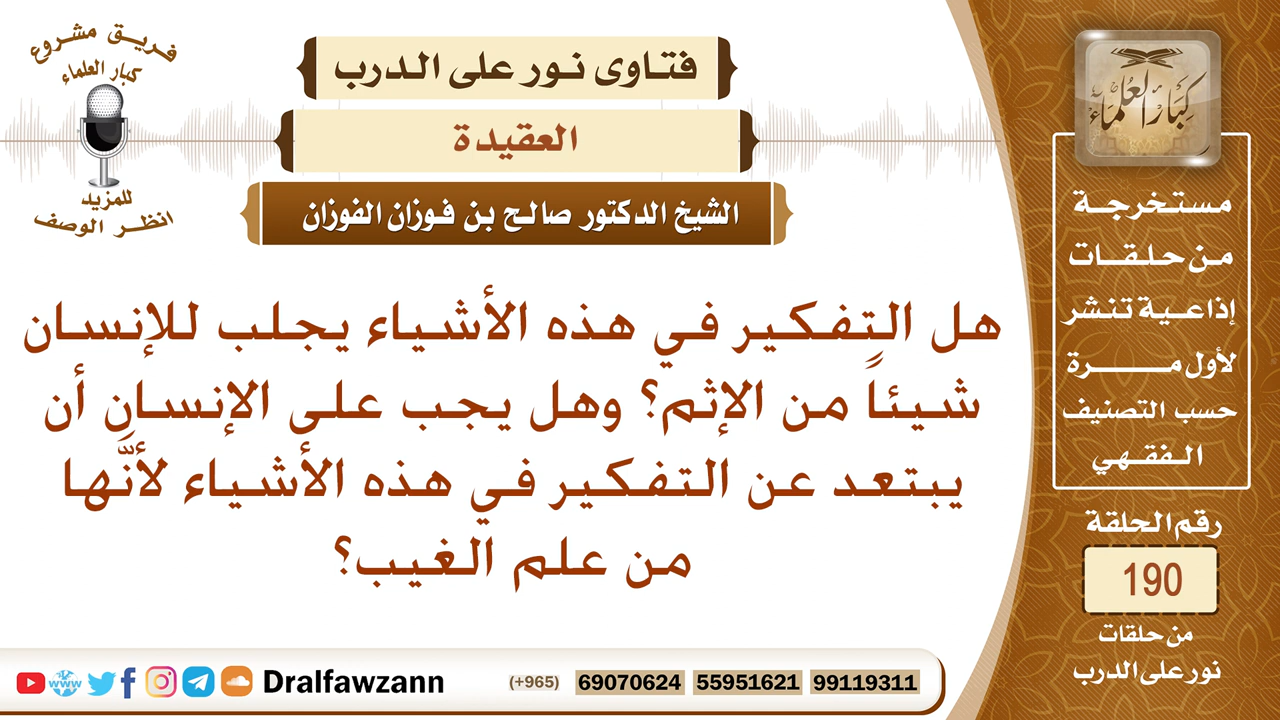 فريق مشروع
كبار العلماء
للمزيد
انظر الوصف
فتاوى نور على الدرب
العقيدة
الشيخ الدكتور صالح بن فوزان الفوزان
هل التفكير في هذه الأشياء يجلب للإنسان
شيئاً من الإثم؟ وهل يجب على الإنسان أن
يبتعد عن التفكير في هذه الأشياء لأنَّها
من علم الغيب؟
كبار العلماء
مستخرجة
من حلقات
إذاعية تنشر
لأول مرة
حسب التصنيف
الفقهي
رقم الحلقة
190
من حلقات
نور على الدرب
www
Dralfawzann (+965) 69070624 55951621 99119311